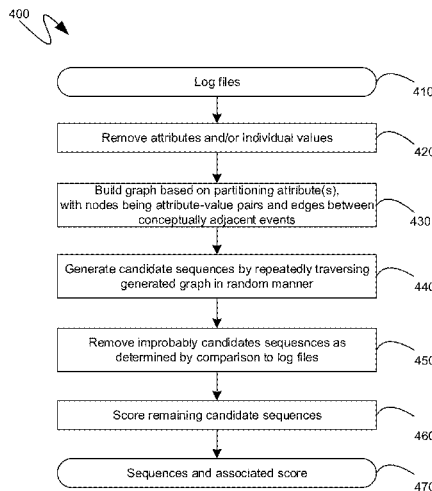 400
Log files
410
Remove attributes and/or individual values
420
Build graph based on partitioning attribute(s),
with nodes being attribute-value pairs and edges between
conceptually adjacent events
430
Generate candidate sequences by repeatedly traversing
generated graph in random manner
440
Remove improbably candidates sequesnces as
determined by comparison to log files
450
Score remaining candidate sequences
460
Sequences and associated score
470